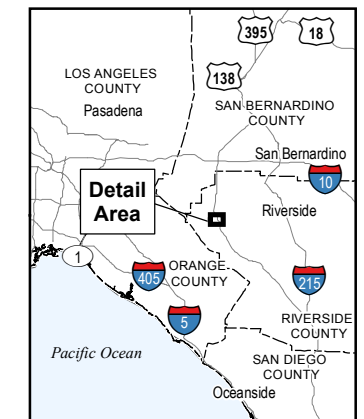 395
18
LOS ANGELES
COUNTY
138
Pasadena
SAN BERNARDINO
COUNTY
San Bernardino
10
Detail
Area
Riverside
1
405
ORANGE
COUNTY
215
5
RIVERSIDE
COUNTY
Pacific Ocean
SAN DIEGO
COUNTY
Oceanside